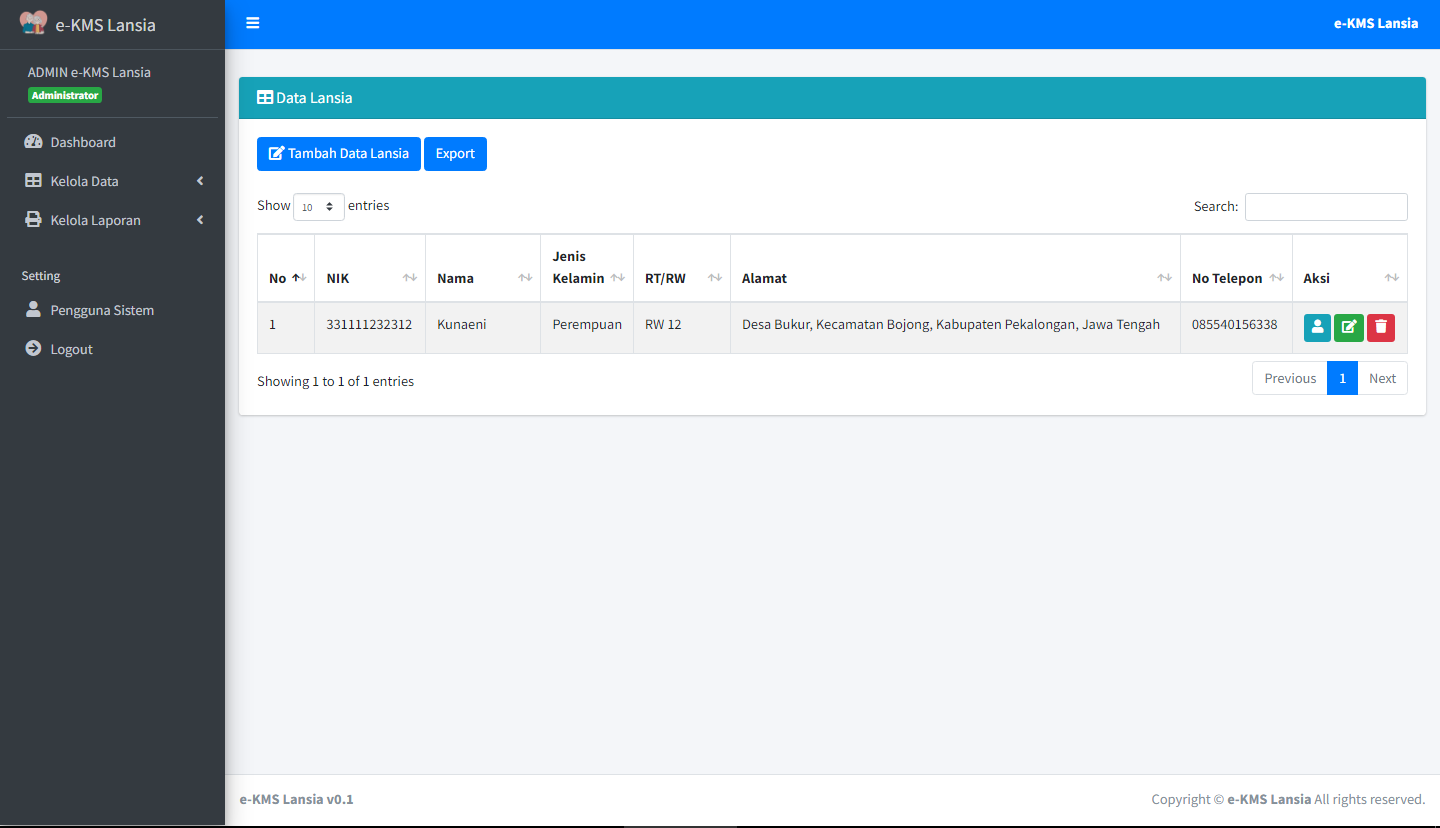 e-KMS Lansia
e-KMS Lansia
ADMIN e-KMS Lansia
Administrator
Dashboard
Kelola Data
Kelola Laporan
Setting
Pengguna Sistem
Logout
Data Lansia
Tambah Data Lansia Export
Show 10 entries Search:
No NIK Nama Jenis Kelamin RT/RW Alamat No Telepon Aksi
1 331111232312 Kunaeni Perempuan RW 12 Desa Bukur, Kecamatan Bojong, Kabupaten Pekalongan, Jawa Tengah 085540156338
Showing 1 to 1 of 1 entries Previous 1 Next
e-KMS Lansia v0.1 Copyright © e-KMS Lansia All rights reserved.